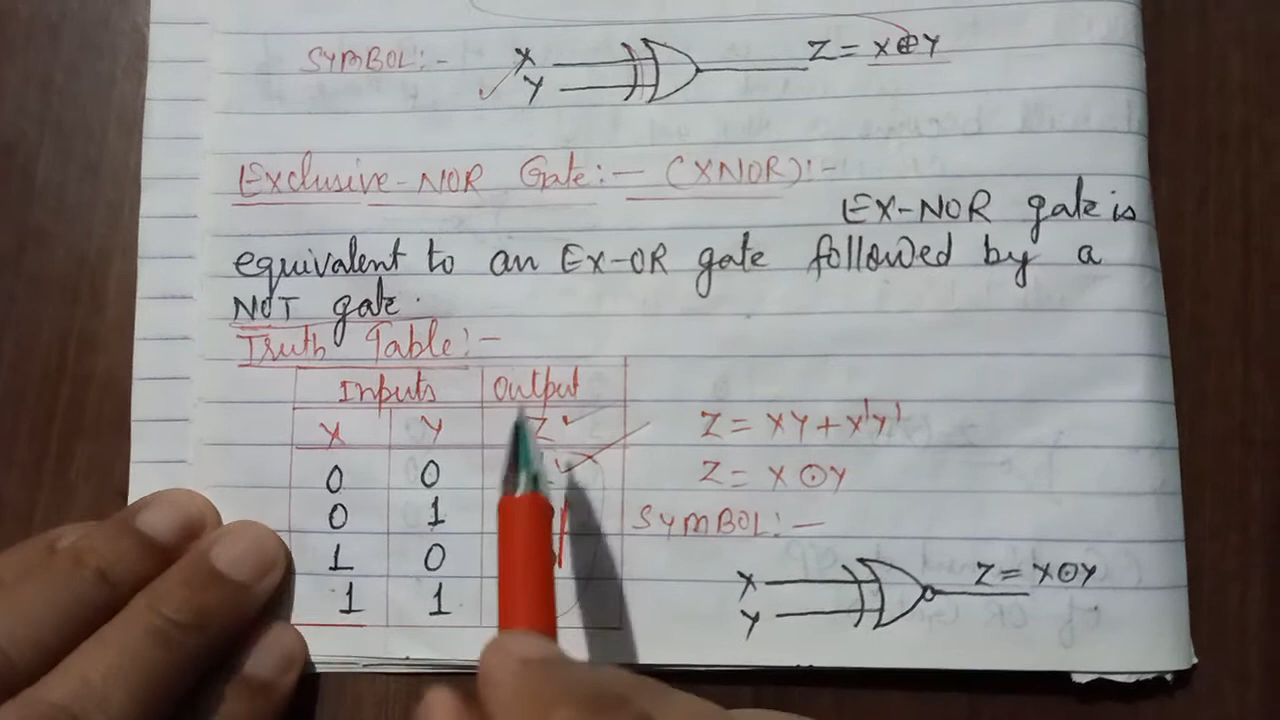 SYMBOL:- X Z = X⊕Y
Y
Exclusive-NOR Gate:- (XNOR):-
EX-NOR gate is
equivalent to an Ex-OR gate followed by a
NOT gate.
Truth Table:-
Inputs Output
X Y Z Z = XY+X'Y'
0 0 Z = X⊙Y
0 1 SYMBOL:-
1 0
X Z = X⊙Y
1 1
Y